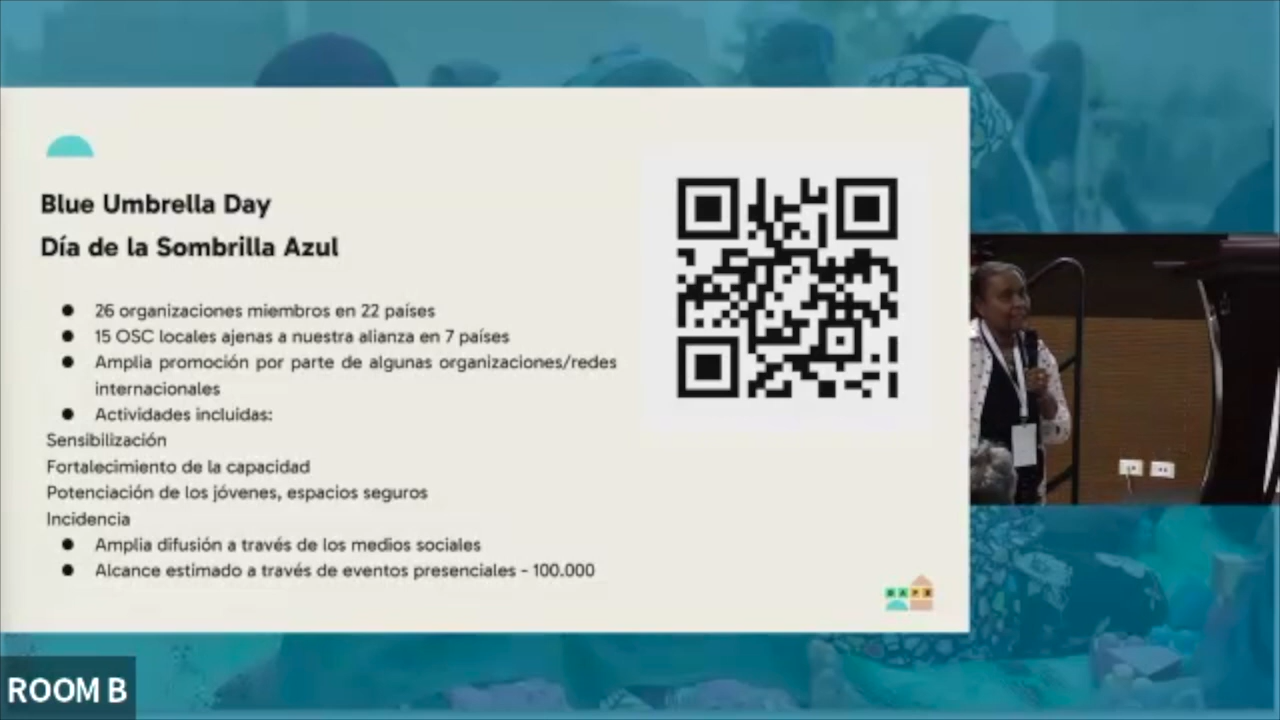 Blue Umbrella Day
Día de la Sombrilla Azul
● 26 organizaciones miembros en 22 países
● 15 OSC locales ajenas a nuestra alianza en 7 países
● Amplia promoción por parte de algunas organizaciones/redes
internacionales
● Actividades incluidas:
Sensibilización
Fortalecimiento de la capacidad
Potenciación de los jóvenes, espacios seguros
Incidencia
● Amplia difusión a través de los medios sociales
● Alcance estimado a través de eventos presenciales - 100.000
ROOM B